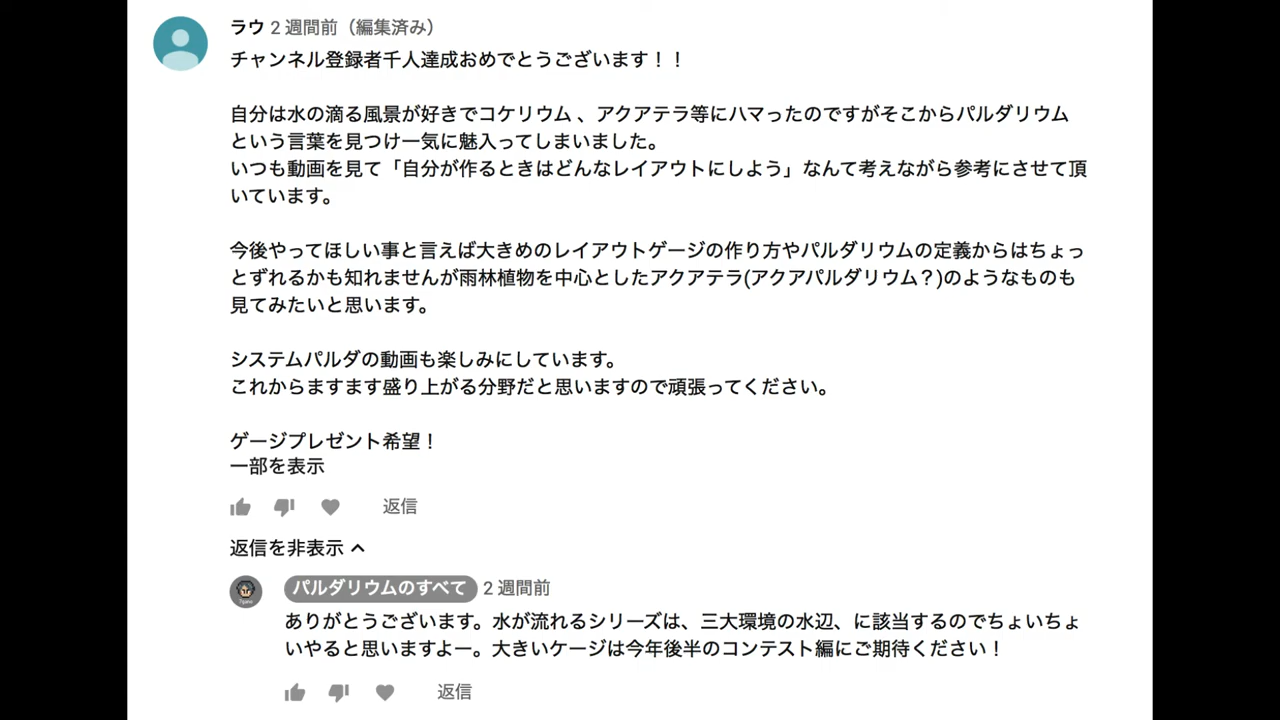 ラウ 2 週間前（編集済み）
チャンネル登録者千人達成おめでとうございます！！
自分は水の滴る風景が好きでコケリウム 、アクアテラ等にハマったのですがそこからパルダリウム
という言葉を見つけ一気に魅入ってしまいました。
いつも動画を見て「自分が作るときはどんなレイアウトにしよう」なんて考えながら参考にさせて頂
いています。
今後やってほしい事と言えば大きめのレイアウトゲージの作り方やパルダリウムの定義からはちょっ
とずれるかも知れませんが雨林植物を中心としたアクアテラ(アクアパルダリウム？)のようなものも
見てみたいと思います。
システムパルダの動画も楽しみにしています。
これからますます盛り上がる分野だと思いますので頑張ってください。
ゲージプレゼント希望！
一部を表示
返信
返信を非表示
パルダリウムのすべて 2 週間前
ありがとうございます。水が流れるシリーズは、三大環境の水辺、に該当するのでちょいちょ
いやると思いますよー。大きいケージは今年後半のコンテスト編にご期待ください！
返信